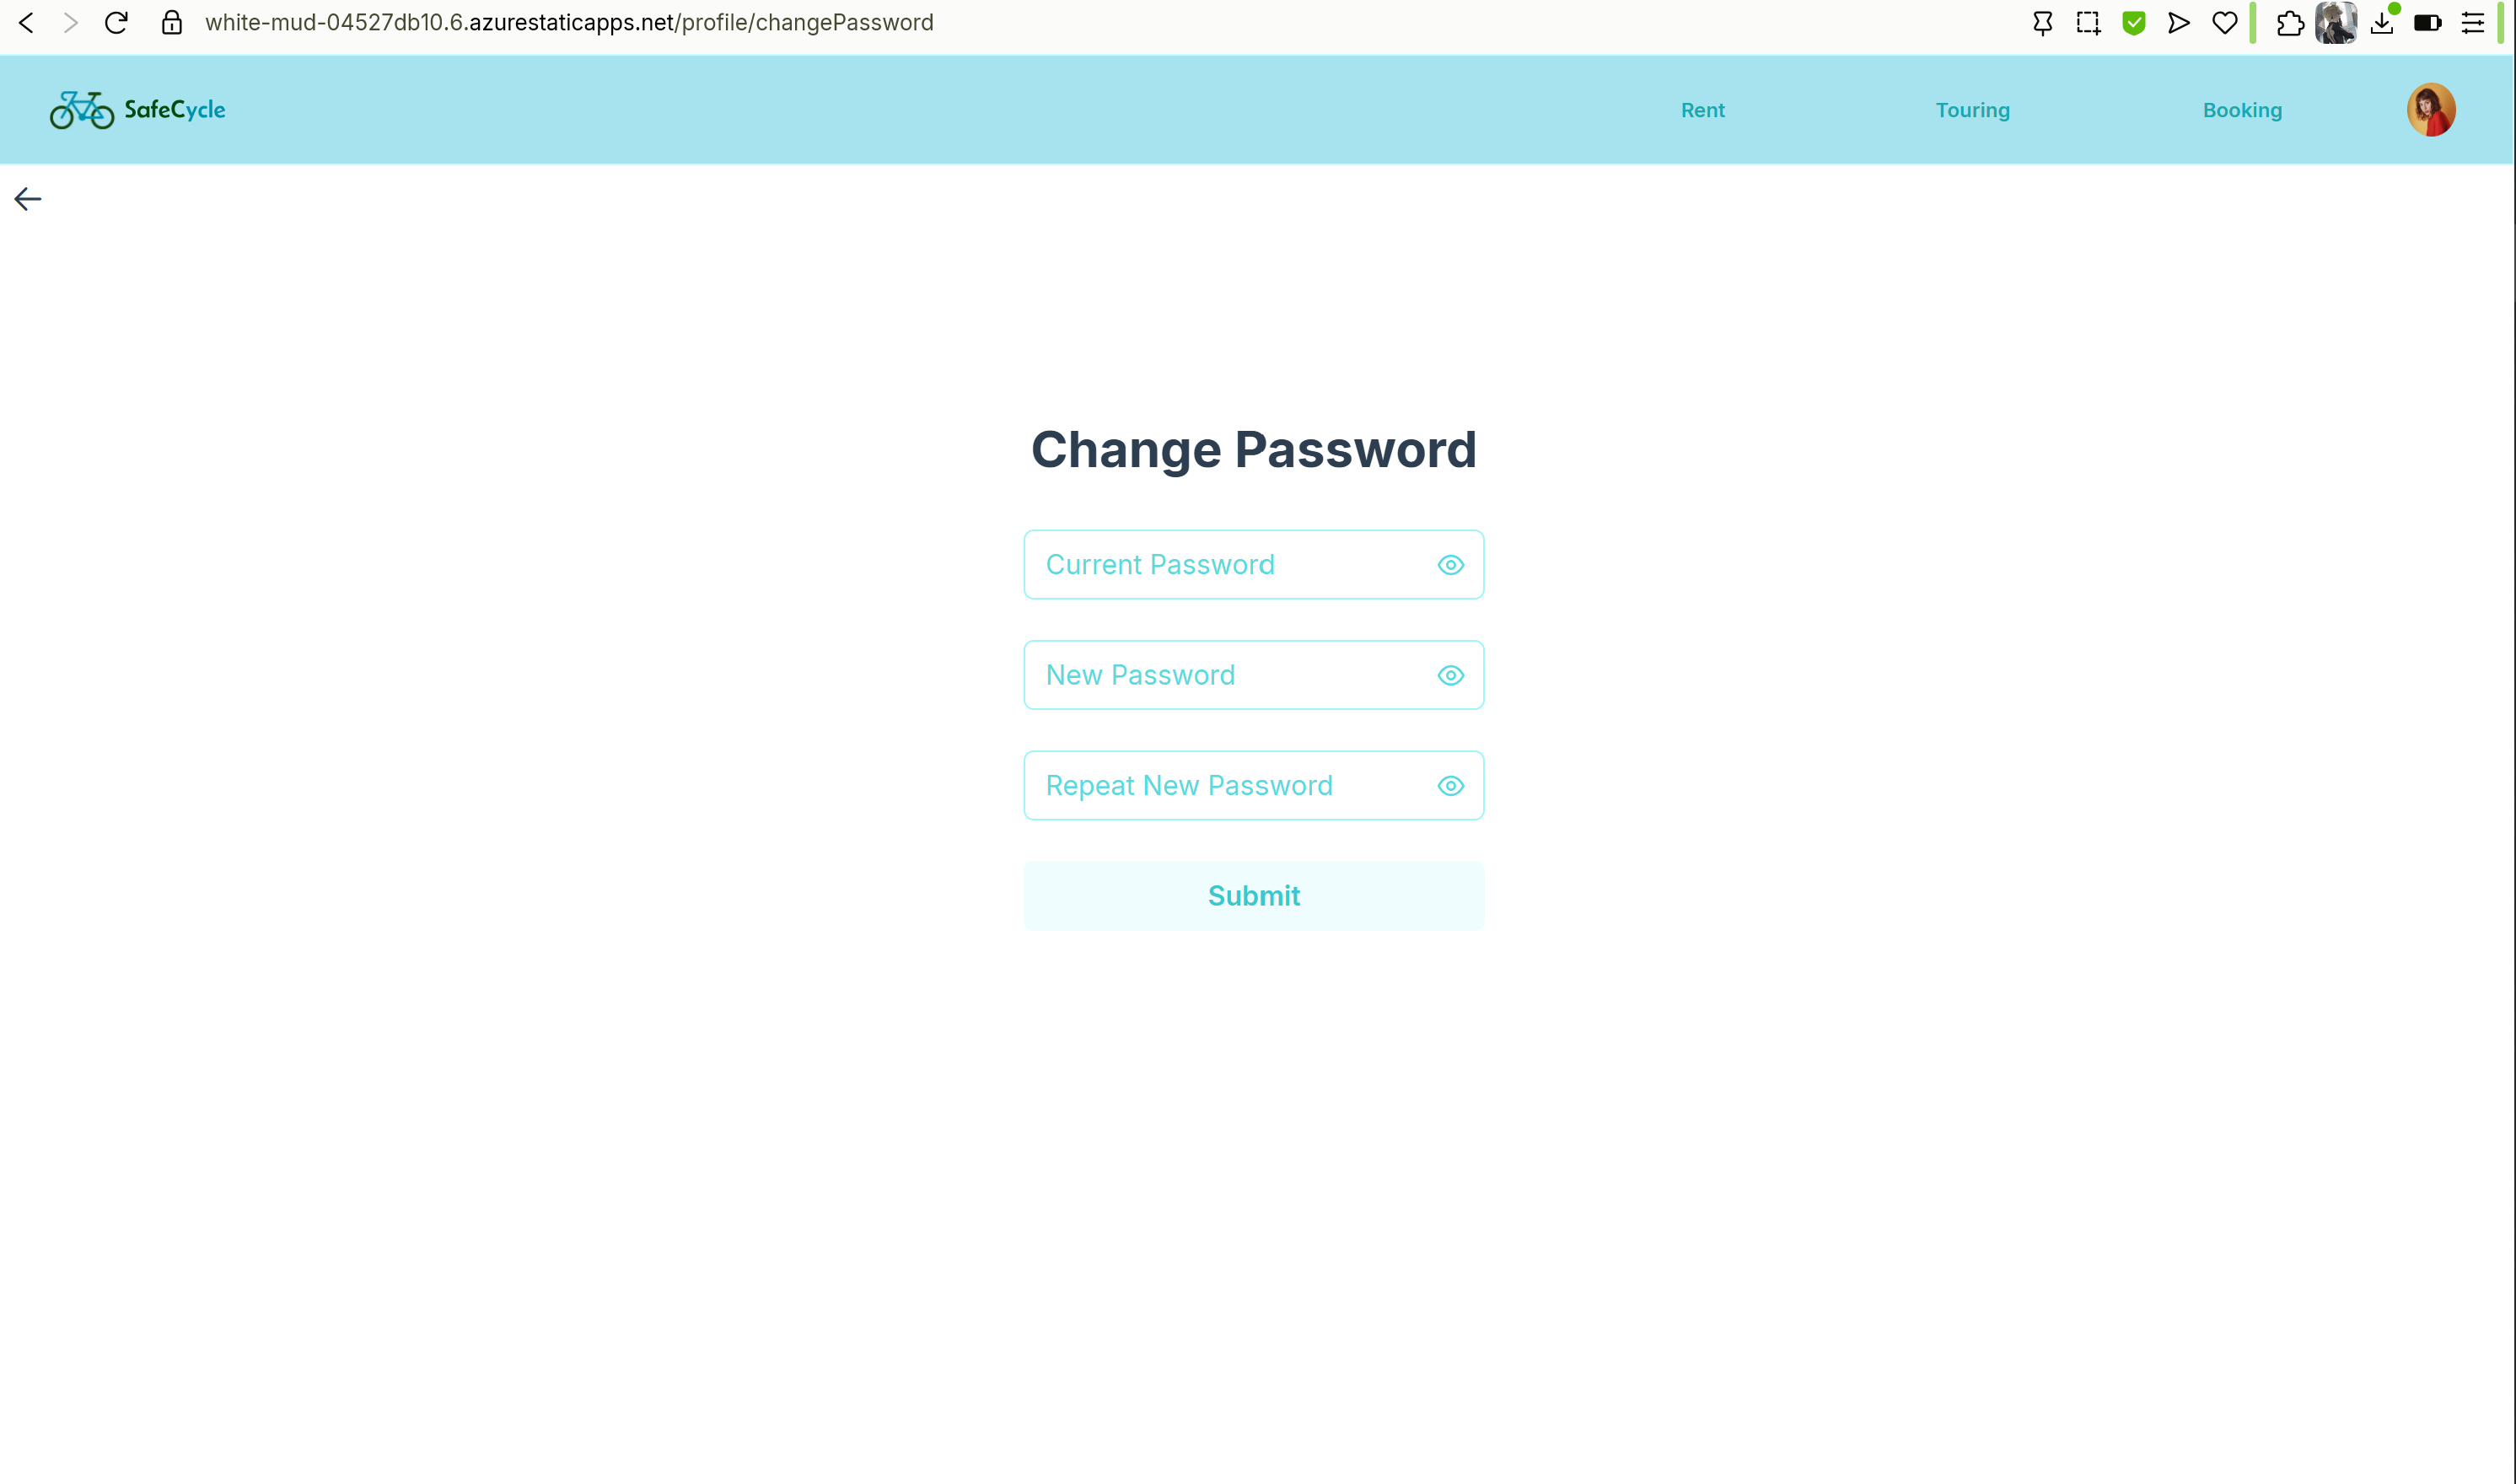 white-mud-04527db10.6.azurestaticapps.net/profile/changePassword
SafeCycle
Rent
Touring
Booking
Change Password
Current Password
New Password
Repeat New Password
Submit